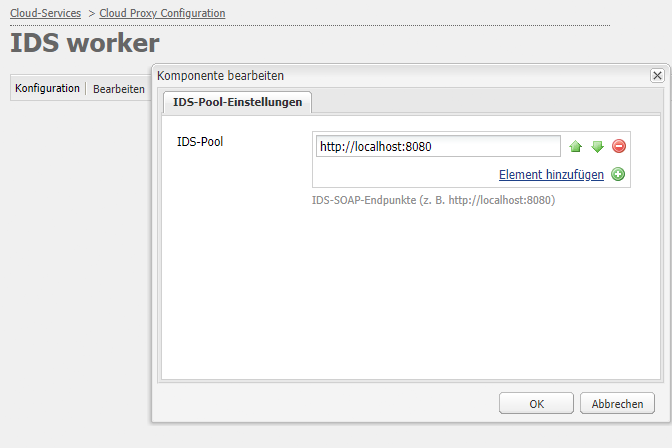 Cloud-Services > Cloud Proxy Configuration
IDS worker
Konfiguration Bearbeiten
Komponente bearbeiten
IDS-Pool-Einstellungen
IDS-Pool
http://localhost:8080
Element hinzufügen
IDS-SOAP-Endpunkte (z. B. http://localhost:8080)
OK Abbrechen